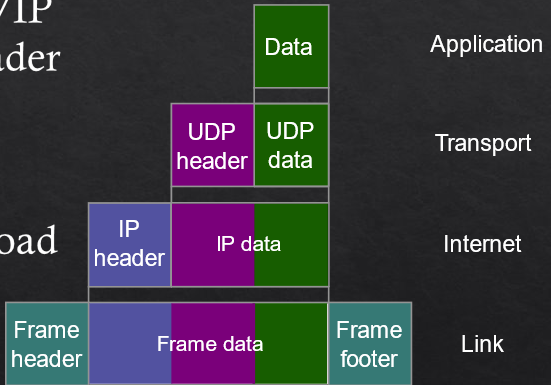 /IP
Data
Application
ader
UDP
header
UDP
data
Transport
IP
header
IP data
oad
Internet
Frame
header
Frame data
Frame
footer
Link